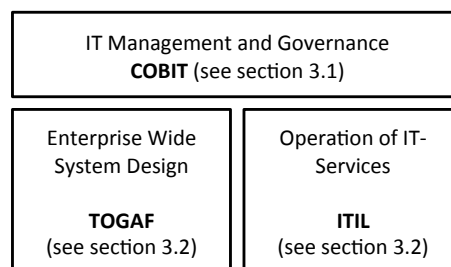 IT Management and Governance
COBIT (see section 3.1)
Enterprise Wide
System Design
TOGAF
(see section 3.2)
Operation of IT-
Services
ITIL
(see section 3.2)